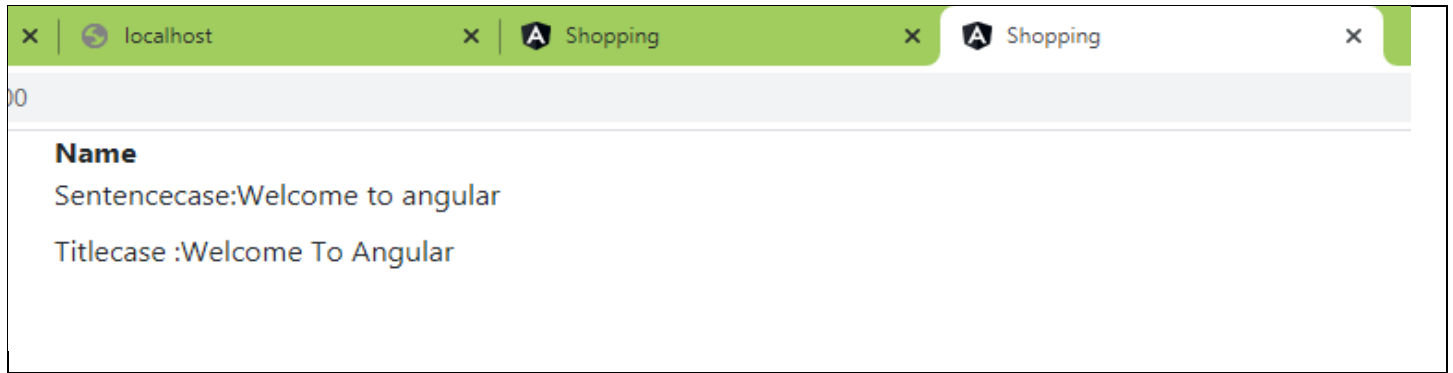 localhost
Shopping
Shopping
00
Name
Sentencecase:Welcome to angular
Titlecase :Welcome To Angular